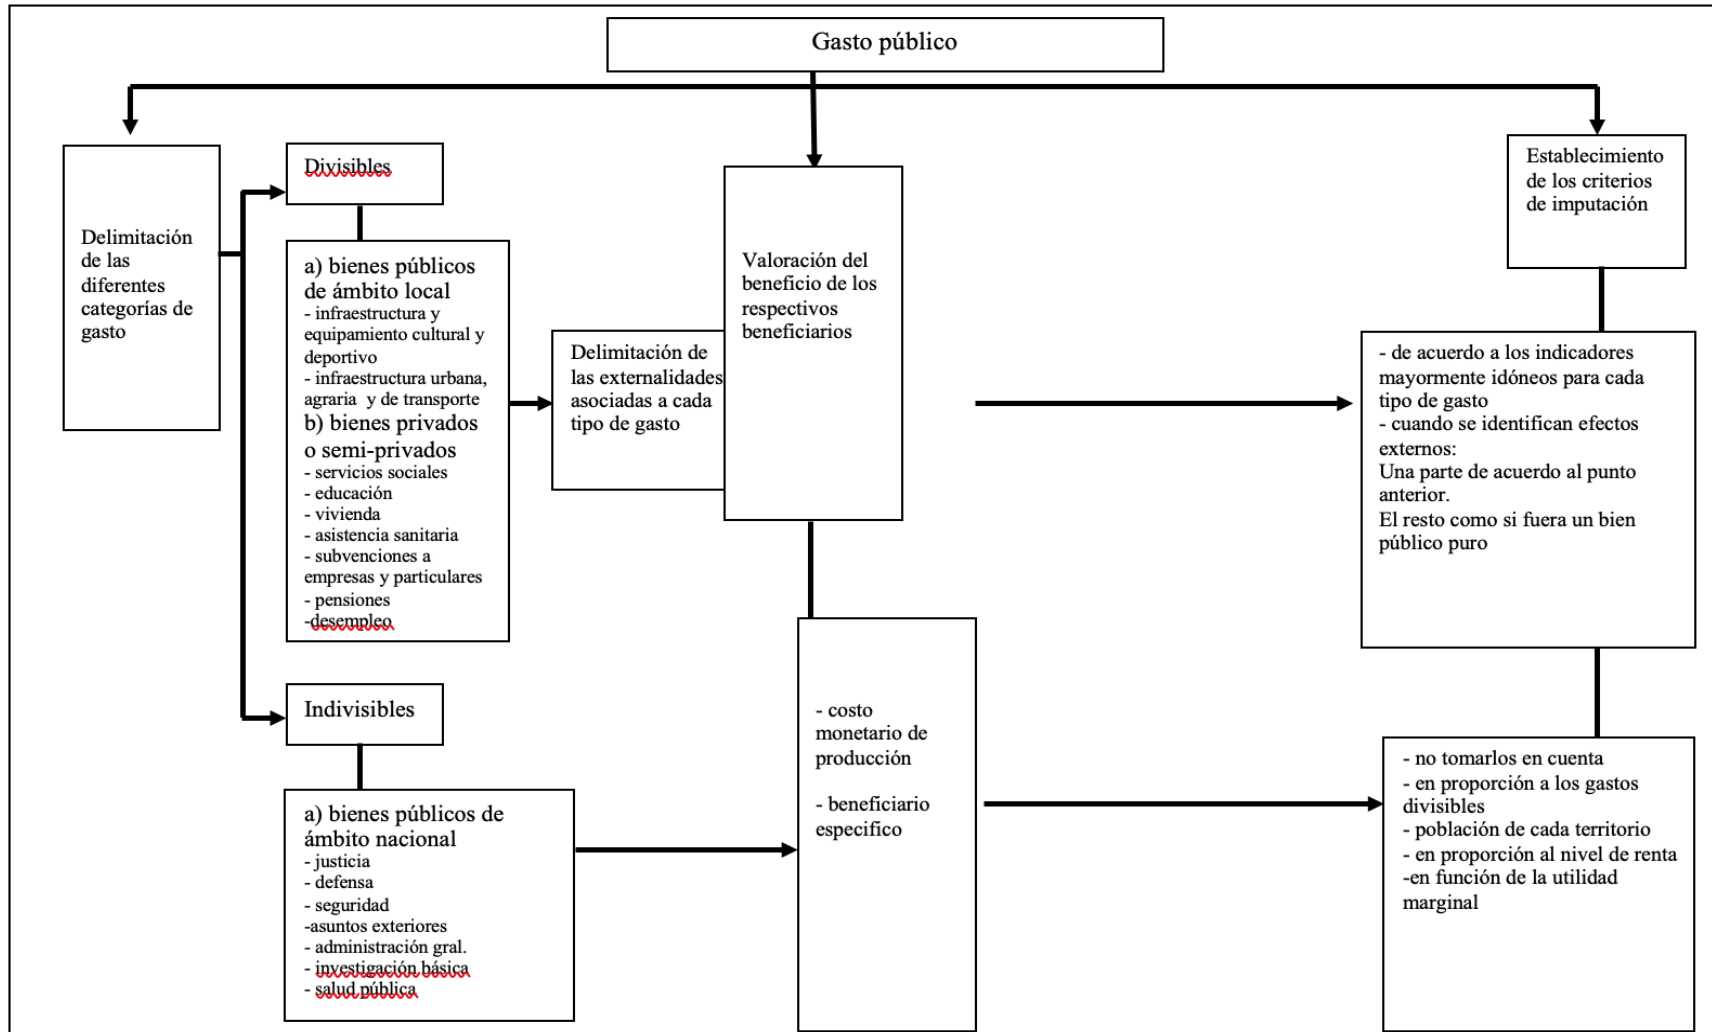 Gasto público
Delimitación
de las
diferentes
categorías de
gasto
Divisibles
a) bienes públicos
de ámbito local
- infraestructura y
equipamiento cultural y
deportivo
- infraestructura urbana,
agraria y de transporte
b) bienes privados
o semi-privados
- servicios sociales
- educación
- vivienda
- asistencia sanitaria
- subvenciones a
empresas y particulares
- pensiones
-desempleo
Indivisibles
a) bienes públicos de
ámbito nacional
- justicia
- defensa
- seguridad
-asuntos exteriores
- administración gral.
- investigación básica
- salud pública
Delimitación de
las externalidades
asociadas a cada
tipo de gasto
Valoración del
beneficio de los
respectivos
beneficiarios
- costo
monetario de
producción
- beneficiario
especifico
Establecimiento
de los criterios
de imputación
- de acuerdo a los indicadores
mayormente idóneos para cada
tipo de gasto
- cuando se identifican efectos
externos:
Una parte de acuerdo al punto
anterior.
El resto como si fuera un bien
público puro
- no tomarlos en cuenta
- en proporción a los gastos
divisibles
- población de cada territorio
- en proporción al nivel de renta
-en función de la utilidad
marginal